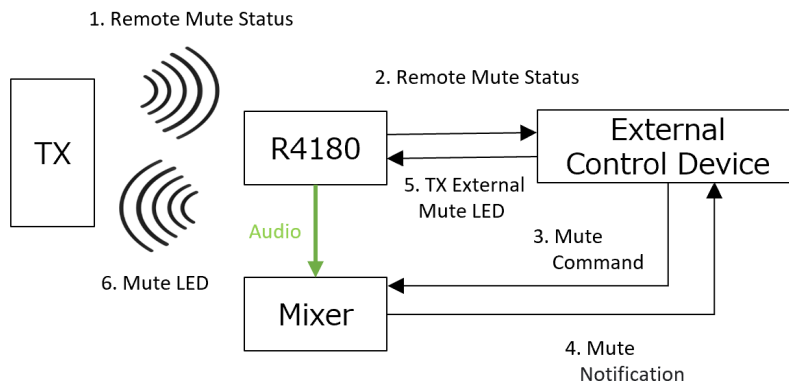 1. Remote Mute Status
2. Remote Mute Status
TX
R4180
External
Control Device
5. TX External
Mute LED
Audio
3. Mute
Command
6. Mute LED
Mixer
4. Mute
Notification